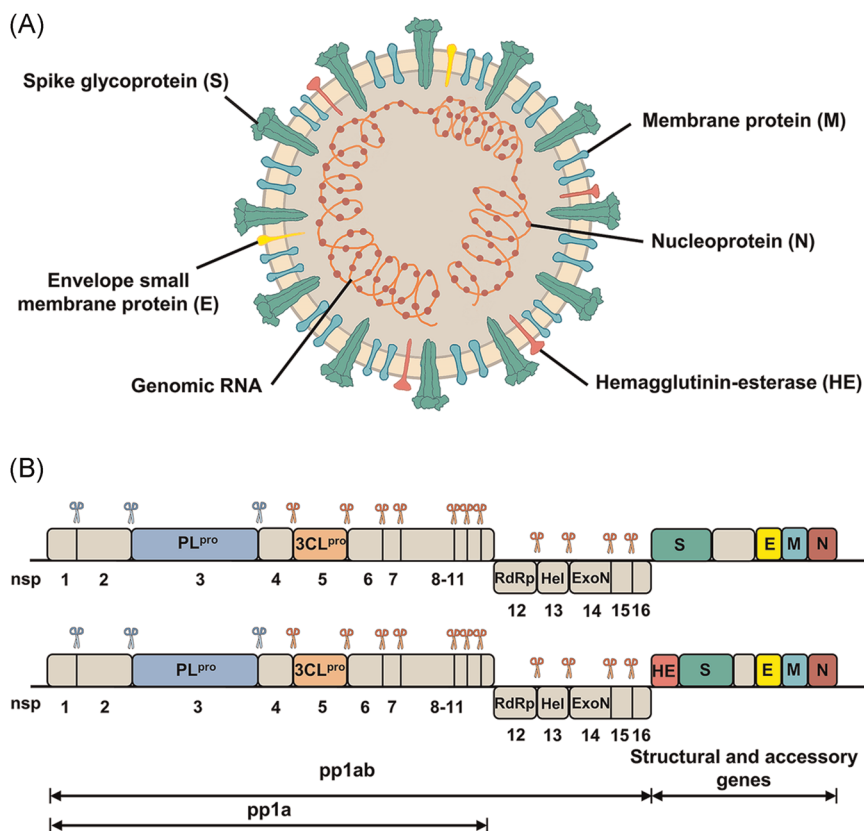 (A)
Spike glycoprotein (S)
Membrane protein (M)
Nucleoprotein (N)
Envelope small
membrane protein (E)
Genomic RNA
Hemagglutinin-esterase (HE)
(B)
PLpro 3CLpro S E M N
nsp 1 2 3 4 5 6 7 8-11
RdRp Hel ExoN
12 13 14 15 16
PLpro 3CLpro HE S E M N
nsp 1 2 3 4 5 6 7 8-11
RdRp Hel ExoN
12 13 14 15 16
pp1ab
Structural and accessory
genes
pp1a